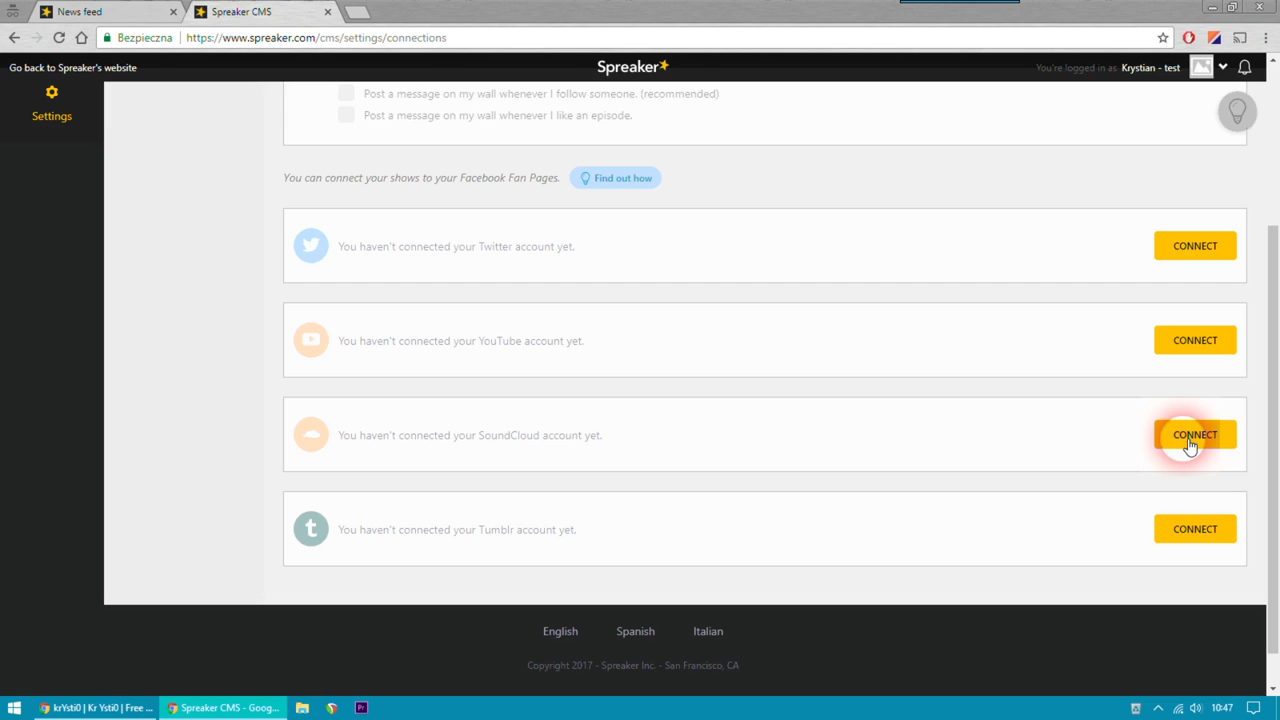 News feed
Spreaker CMS
Bezpieczna
https://www.spreaker.com/cms/settings/connections
Go back to Spreaker's website
Spreaker
You're logged in as Krystian - test
Settings
Post a message on my wall whenever I follow someone. (recommended)
Post a message on my wall whenever I like an episode.
You can connect your shows to your Facebook Fan Pages.
Find out how
You haven't connected your Twitter account yet.
CONNECT
You haven't connected your YouTube account yet.
CONNECT
You haven't connected your SoundCloud account yet.
CONNECT
t
You haven't connected your Tumblr account yet.
CONNECT
English
Spanish
Italian
Copyright 2017 - Spreaker Inc. - San Francisco, CA
krYsti0 | Kr Ysti0 | Free ...
Spreaker CMS - Goog...
Pr
10:47